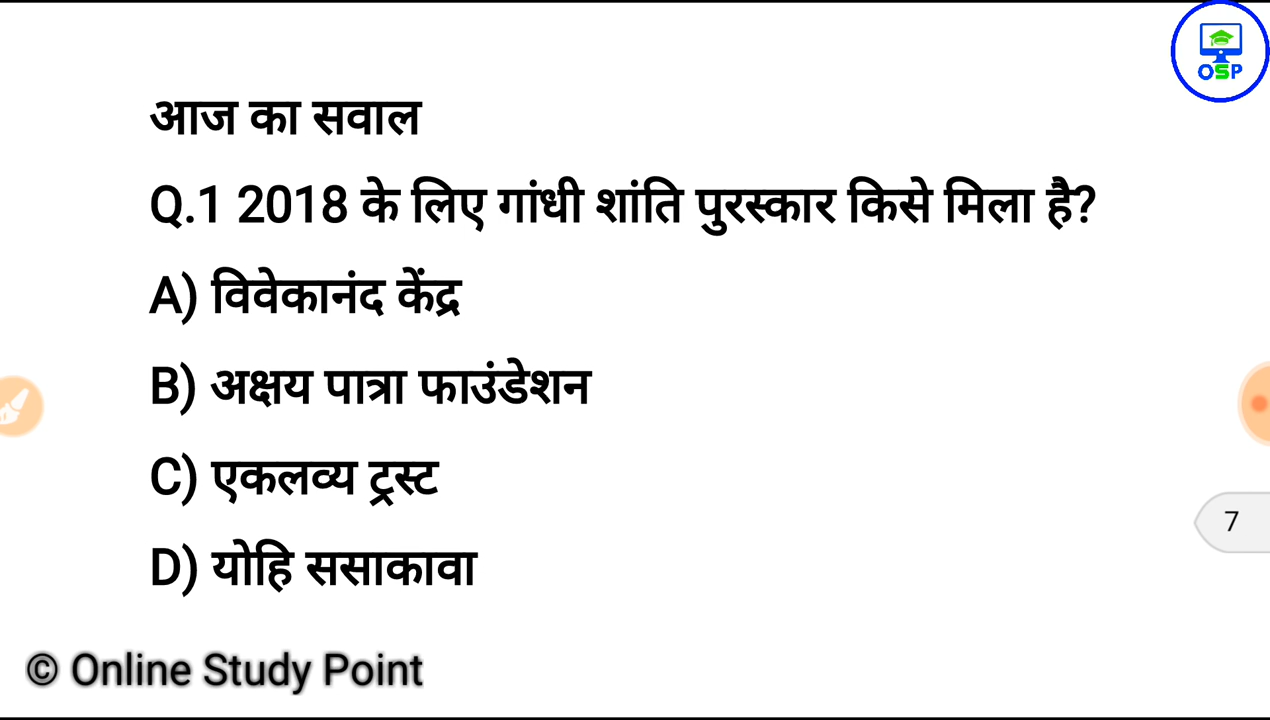 OSP
आज का सवाल
Q.1 2018 के लिए गांधी शांति पुरस्कार किसे मिला है?
A) विवेकानंद केंद्र
B) अक्षय पात्रा फाउंडेशन
C) एकलव्य ट्रस्ट
D) योहि ससाकावा
7
© Online Study Point